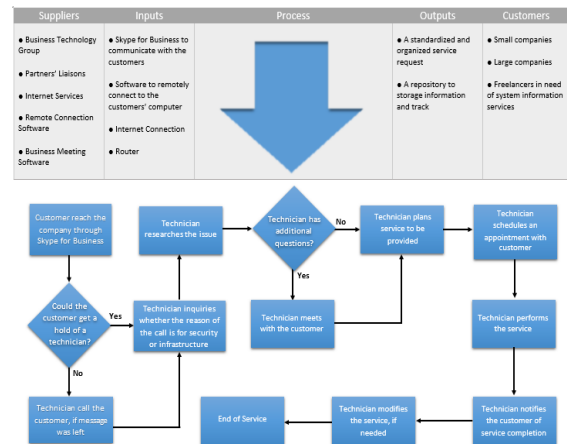 Suppliers
Inputs
Process
Outputs
Customers
● Business Technology
Group
● Partners' Liaisons
● Internet Services
● Remote Connection
Software
● Business Meeting
Software
● Skype for Business to
communicate with the
customers
● Software to remotely
connect to the
customers' computer
● Internet Connection
● Router
● A standardized and
organized service
request
● A repository to
storage information
and track
● Small companies
● Large companies
● Freelancers in need
of system information
services
Customer reach the
company through
Skype for Business
Could the
customer get a
hold of a
technician?
Yes
No
Technician call the
customer, if message
was left
Technician inquiries
whether the reason of
the call is for security
or infrastructure
Technician
researches the issue
Technician has
additional
questions?
No
Yes
Technician meets
with the customer
Technician plans
service to be
provided
Technician
schedules an
appointment with
customer
Technician performs
the service
Technician notifies
the customer of
service completion
Technician modifies
the service, if
needed
End of Service